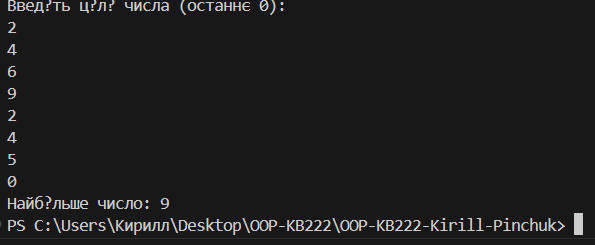 Введ?ть ц?л? числа (останнє 0):
2
4
6
9
2
4
5
0
Найб?льше число: 9
PS C:\Users\Кирилл\Desktop\OOP-KB222\OOP-KB222-Kirill-Pinchuk>